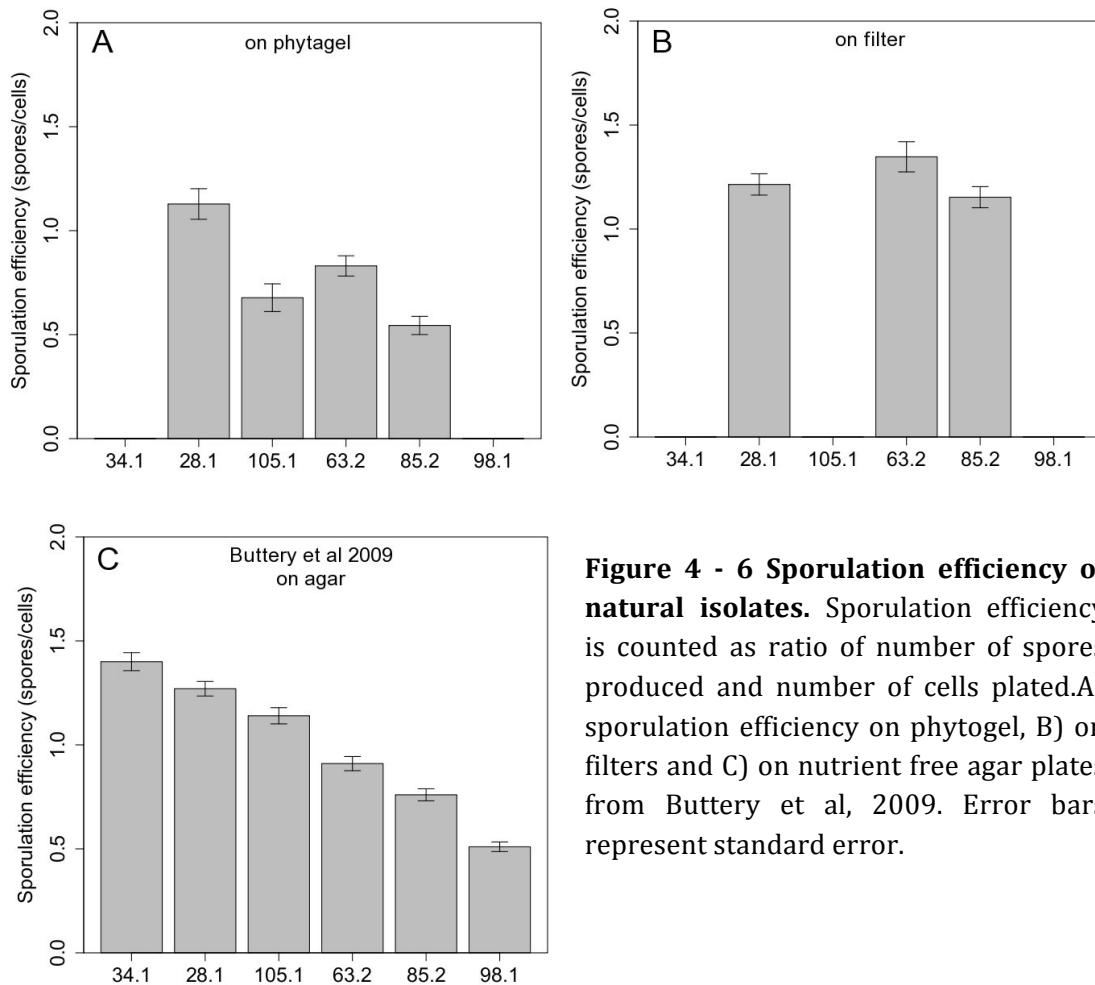 A
on phytagel
Sporulation efficiency (spores/cells)
2.0
1.5
1.0
0.5
0.0
34.1 28.1 105.1 63.2 85.2 98.1
B
on filter
Sporulation efficiency (spores/cells)
2.0
1.5
1.0
0.5
0.0
34.1 28.1 105.1 63.2 85.2 98.1
C
Buttery et al 2009
on agar
Sporulation efficiency (spores/cells)
2.0
1.5
1.0
0.5
0.0
34.1 28.1 105.1 63.2 85.2 98.1
Figure 4 - 6 Sporulation efficiency
natural isolates. Sporulation efficiency
is counted as ratio of number of spores
produced and number of cells plated.A
sporulation efficiency on phytogel, B)
filters and C) on nutrient free agar plates
from Buttery et al, 2009. Error bars
represent standard error.